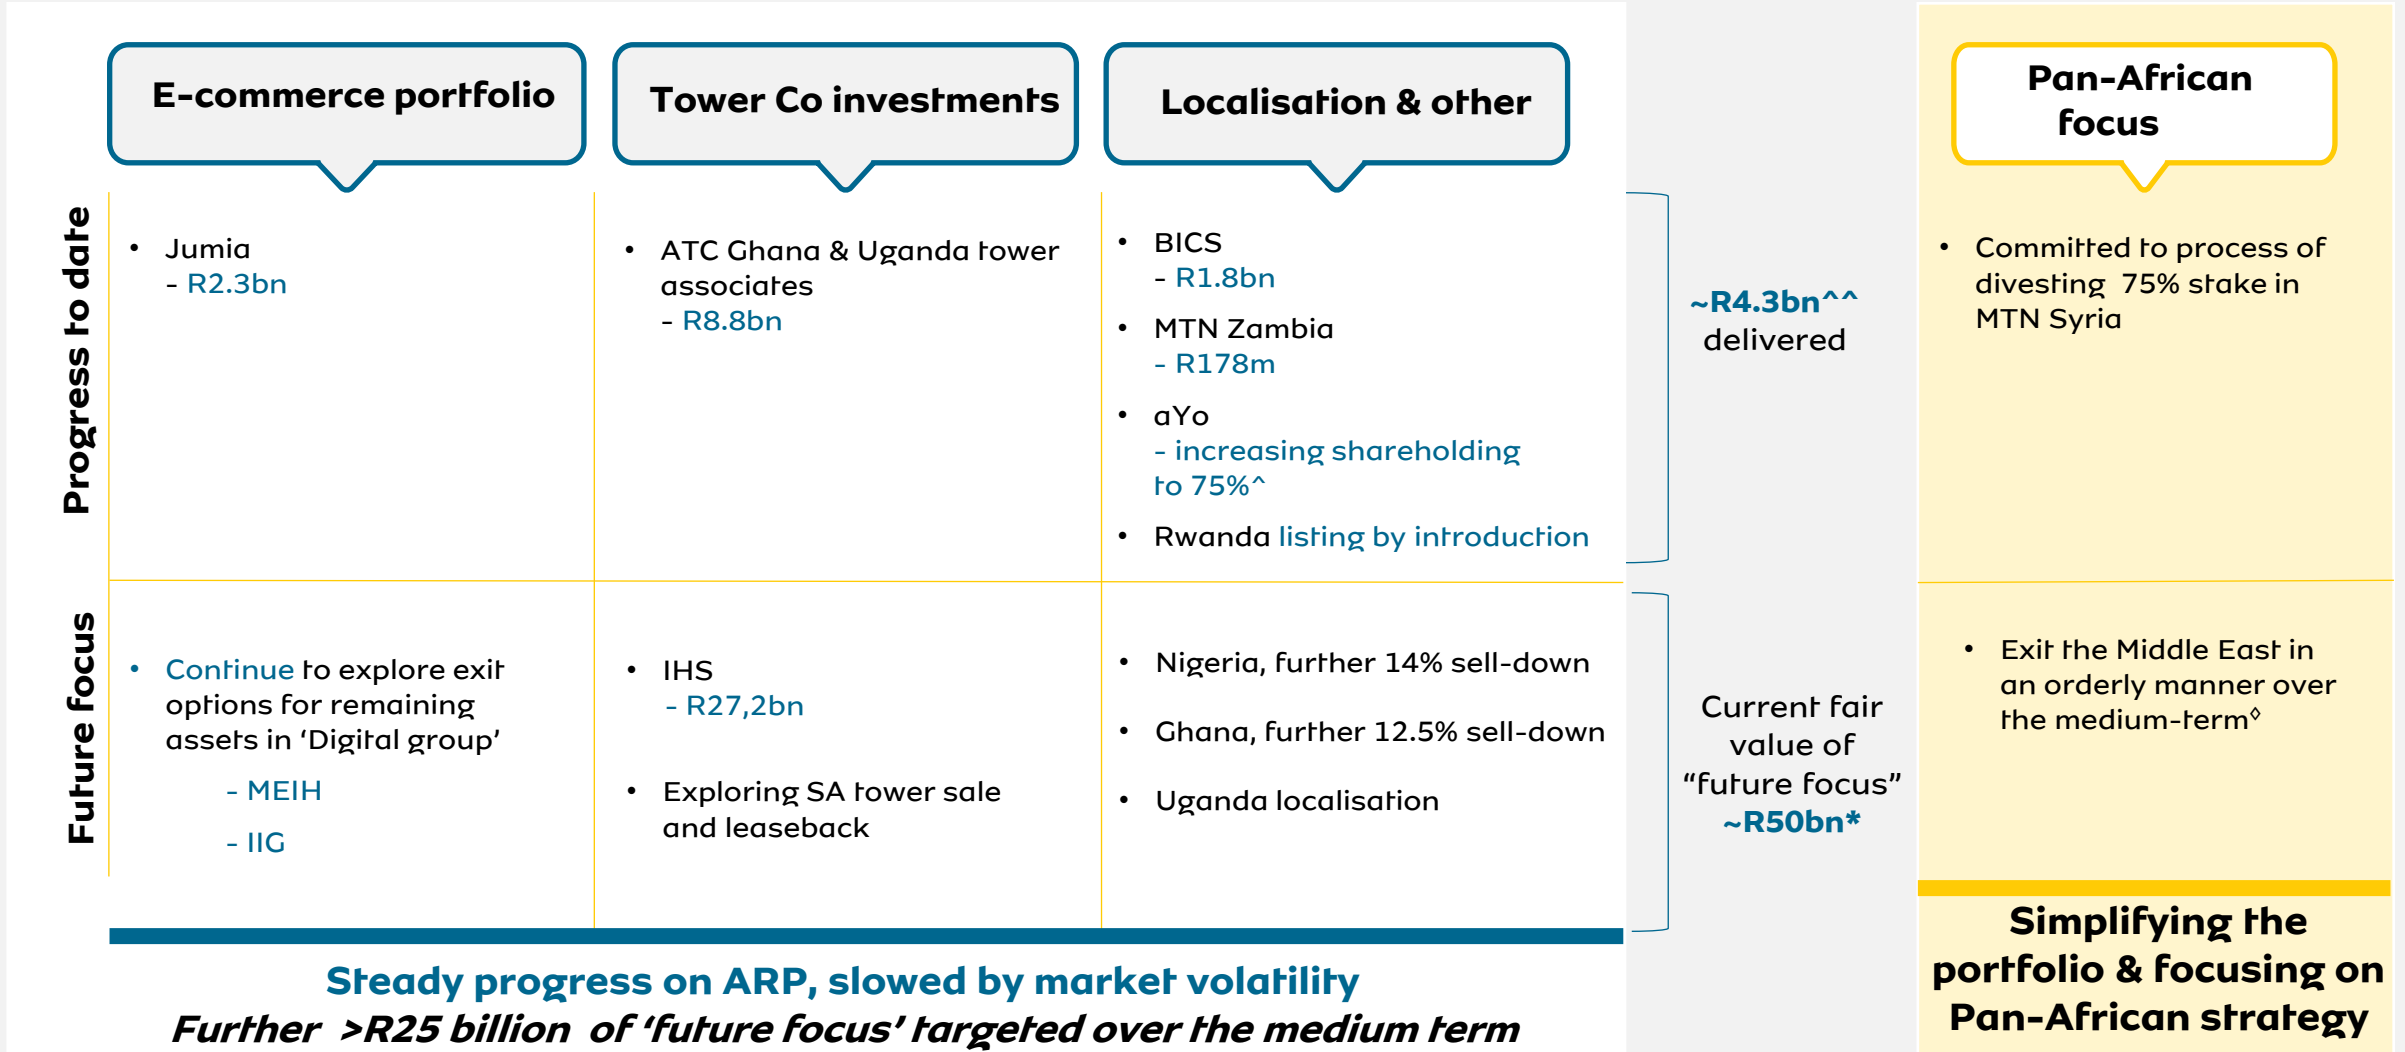 E-commerce portfolio
Tower Co investments
Localisation & other
Pan-African
focus
Progress to date
• Jumia
- R2.3bn
• ATC Ghana & Uganda tower
associates
- R8.8bn
• BICS
- R1.8bn
• MTN Zambia
- R178m
• aYo
- increasing shareholding
to 75%^
• Rwanda listing by introduction
~R4.3bn^^
delivered
• Committed to process of
divesting 75% stake in
MTN Syria
Future focus
• Continue to explore exit
options for remaining
assets in ‘Digital group’
- MEIH
- IIG
• IHS
- R27,2bn
• Exploring SA tower sale
and leaseback
• Nigeria, further 14% sell-down
• Ghana, further 12.5% sell-down
• Uganda localisation
Current fair
value of
“future focus”
~R50bn*
• Exit the Middle East in
an orderly manner over
the medium-term◊
Steady progress on ARP, slowed by market volatility
Further >R25 billion of ‘future focus’ targeted over the medium term
Simplifying the
portfolio & focusing on
Pan-African strategy